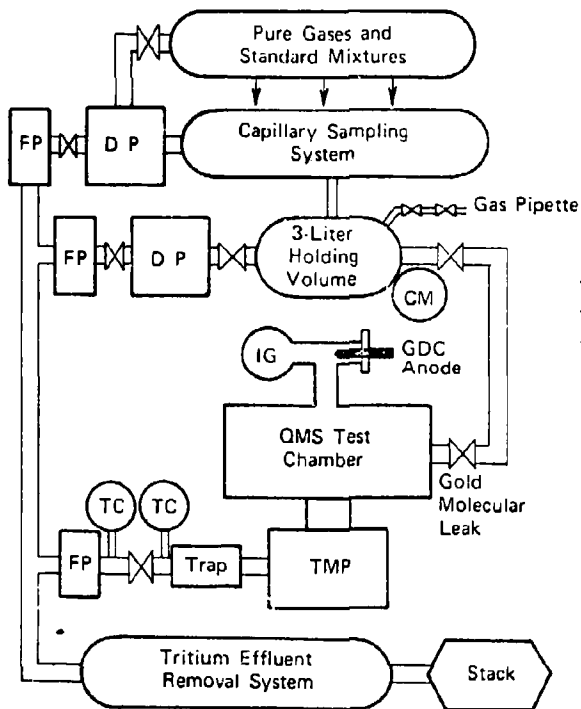 Pure Gases and
Standard Mixtures
FP
D P
Capillary Sampling
System
Gas Pipette
FP
D P
3-Liter
Holding
Volume
CM
IG
GDC
Anode
QMS Test
Chamber
Gold
Molecular
Leak
TC
TC
FP
Trap
TMP
Tritium Effluent
Removal System
Stack